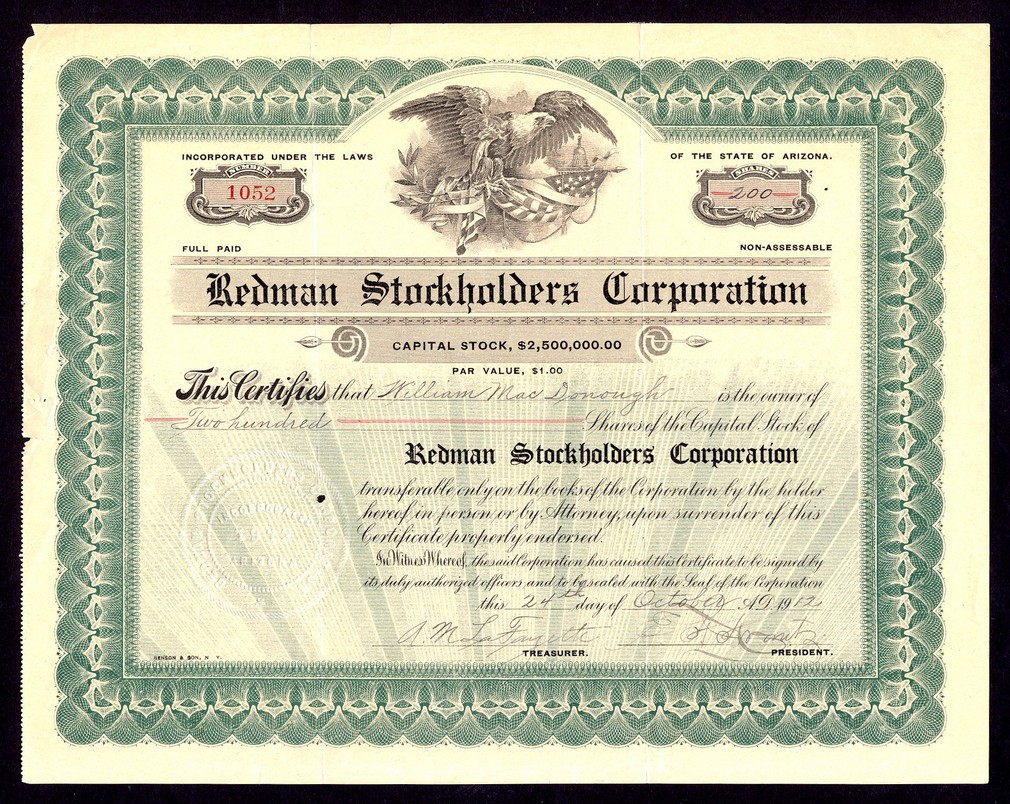 INCORPORATED UNDER THE LAWS
OF THE STATE OF ARIZONA.
NUMBER
1052
SHARES
200
FULL PAID
NON-ASSESSABLE
Redman Stockholders Corporation
CAPITAL STOCK, $2,500,000.00
PAR VALUE, $1.00
This Certifies that William Mac Donough is the owner of
Two hundred Shares of the Capital Stock of
Redman Stockholders Corporation
transferable only on the books of the Corporation by the holder
hereof, in person or by Attorney, upon surrender of this
Certificate properly endorsed.
In Witness Whereof, the said Corporation has caused this Certificate to be signed by
its duly authorized officers and to be sealed with the Seal of the Corporation
this 24th day of October A.D. 1912
A. M. LaFayette
TREASURER.
PRESIDENT.
BENSON & SON, N. Y.